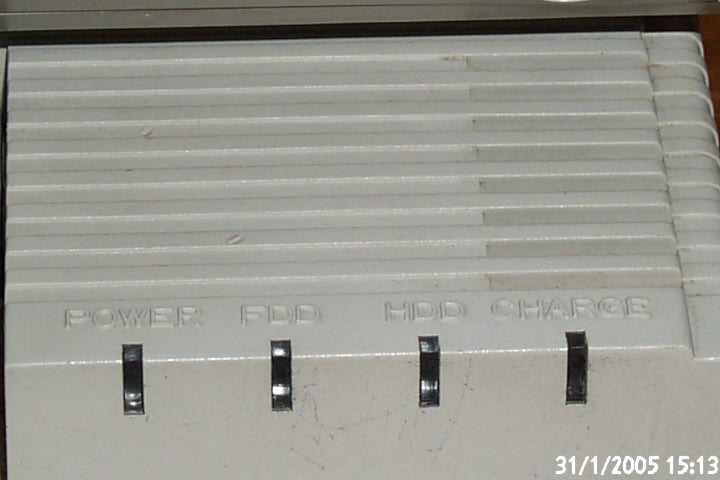 POWER FDD HDD CHARGE
31/1/2005 15:13